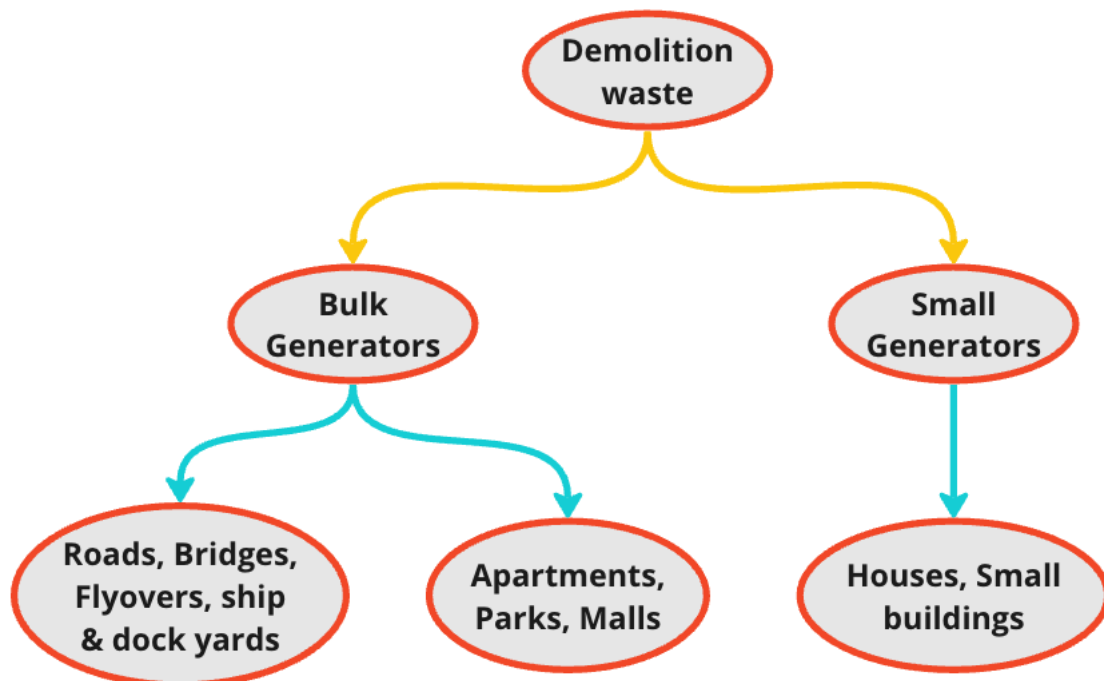 Demolition
waste
Bulk
Generators
Small
Generators
Roads, Bridges,
Flyovers, ship
& dock yards
Apartments,
Parks, Malls
Houses, Small
buildings